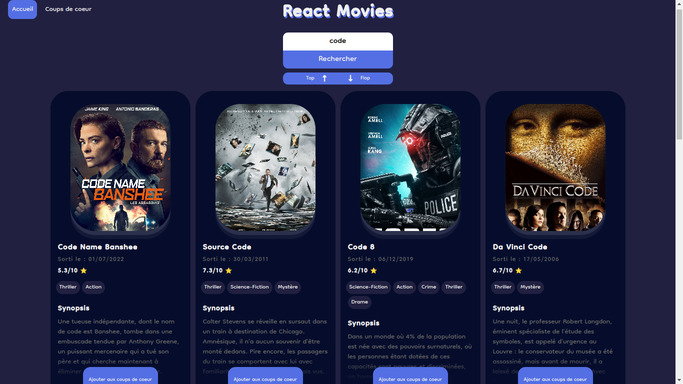 Accueil
Coups de coeur
React Movies
code
Rechercher
Top ↑ ↓ Flop
JAIME KING ANTONIO BANDERAS
CODE NAME
BANSHEE
LES ASSASSINS
Code Name Banshee
Sorti le : 01/07/2022
5.3/10 ⭐
Thriller Action
Synopsis
Une tueuse indépendante, dont le nom
de code est Banshee, tombe dans une
embuscade tendue par Anthony Greene,
un puissant mercenaire qui a tué son
père et qui cherche maintenant à
Ajouter aux coups de coeur
Source Code
Sorti le : 30/03/2011
7.3/10 ⭐
Thriller Science-Fiction Mystère
Synopsis
Colter Stevens se réveille en sursaut dans
un train à destination de Chicago.
Amnésique, il n'a aucun souvenir d'être
monté dedans. Pire encore, les passagers
du train se comportent avec lui avec
Ajouter aux coups de coeur
ROBBIE
AMELL
STEPHEN
AMELL
SUNG
KANG
POLICE
CODE
Code 8
Sorti le : 06/12/2019
6.2/10 ⭐
Science-Fiction Action Crime Thriller
Drame
Synopsis
Dans un monde où 4% de la population
est née avec des pouvoirs surnaturels, où
les personnes étant dotées de ces
Ajouter aux coups de coeur
DA VINCI CODE
Da Vinci Code
Sorti le : 17/05/2006
6.7/10 ⭐
Thriller Mystère
Synopsis
Une nuit, le professeur Robert Langdon,
éminent spécialiste de l'étude des
symboles, est appelé d'urgence au
Louvre : le conservateur du musée a été
assassiné, mais avant de mourir, il a
Ajouter aux coups de coeur